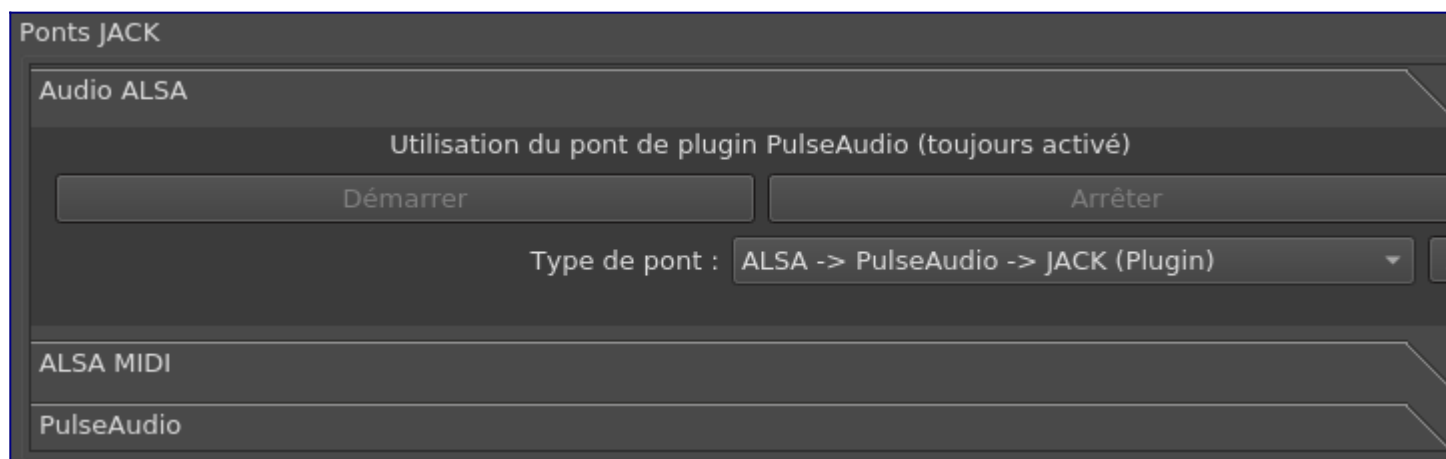 Ponts JACK
Audio ALSA
Utilisation du pont de plugin PulseAudio (toujours activé)
Démarrer Arrêter
Type de pont : ALSA -> PulseAudio -> JACK (Plugin)
ALSA MIDI
PulseAudio